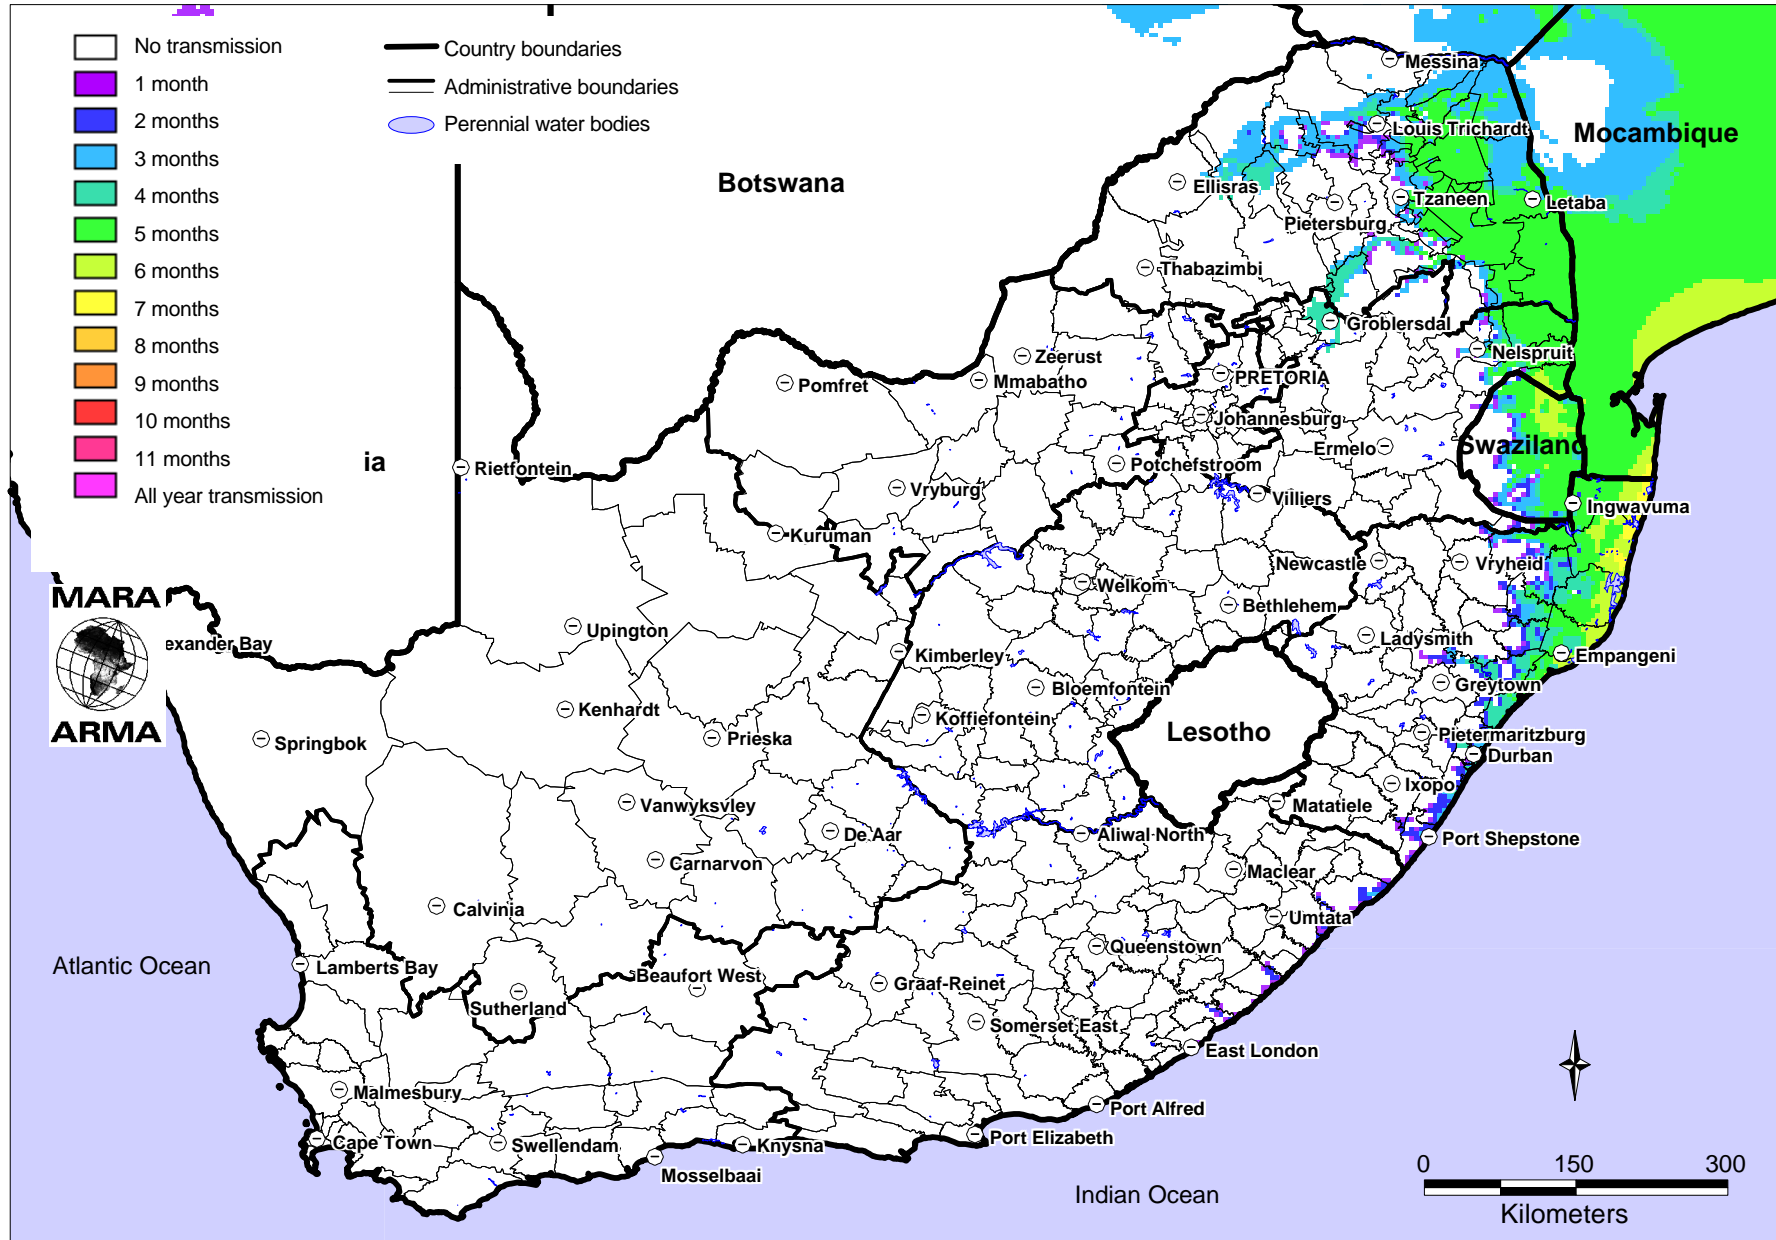 No transmission
1 month
2 months
3 months
4 months
5 months
6 months
7 months
8 months
9 months
10 months
11 months
All year transmission
Country boundaries
Administrative boundaries
Perennial water bodies
Botswana
Mocambique
ia
Swaziland
Lesotho
Messina
Louis Trichardt
Ellisras
Tzaneen
Letaba
Pietersburg
Thabazimbi
Groblersdal
Nelspruit
Zeerust
Pomfret
Mmabatho
PRETORIA
Johannesburg
Ermelo
Rietfontein
Potchefstroom
Vryburg
Villiers
Ingwavuma
Kuruman
Newcastle
Vryheid
Welkom
Bethlehem
MARA
Upington
exander Bay
Ladysmith
Kimberley
Empangeni
Bloemfontein
Greytown
Kenhardt
Koffiefontein
ARMA
Springbok
Prieska
Pietermaritzburg
Durban
Ixopo
Vanwyksvley
Matatiele
De Aar
Aliwal North
Port Shepstone
Carnarvon
Maclear
Calvinia
Umtata
Queenstown
Atlantic Ocean
Lamberts Bay
Beaufort West
Graaf-Reinet
Sutherland
Somerset East
East London
Malmesbury
Port Alfred
Cape Town
Swellendam
Knysna
Port Elizabeth
Mosselbaai
Indian Ocean
0 150 300
Kilometers